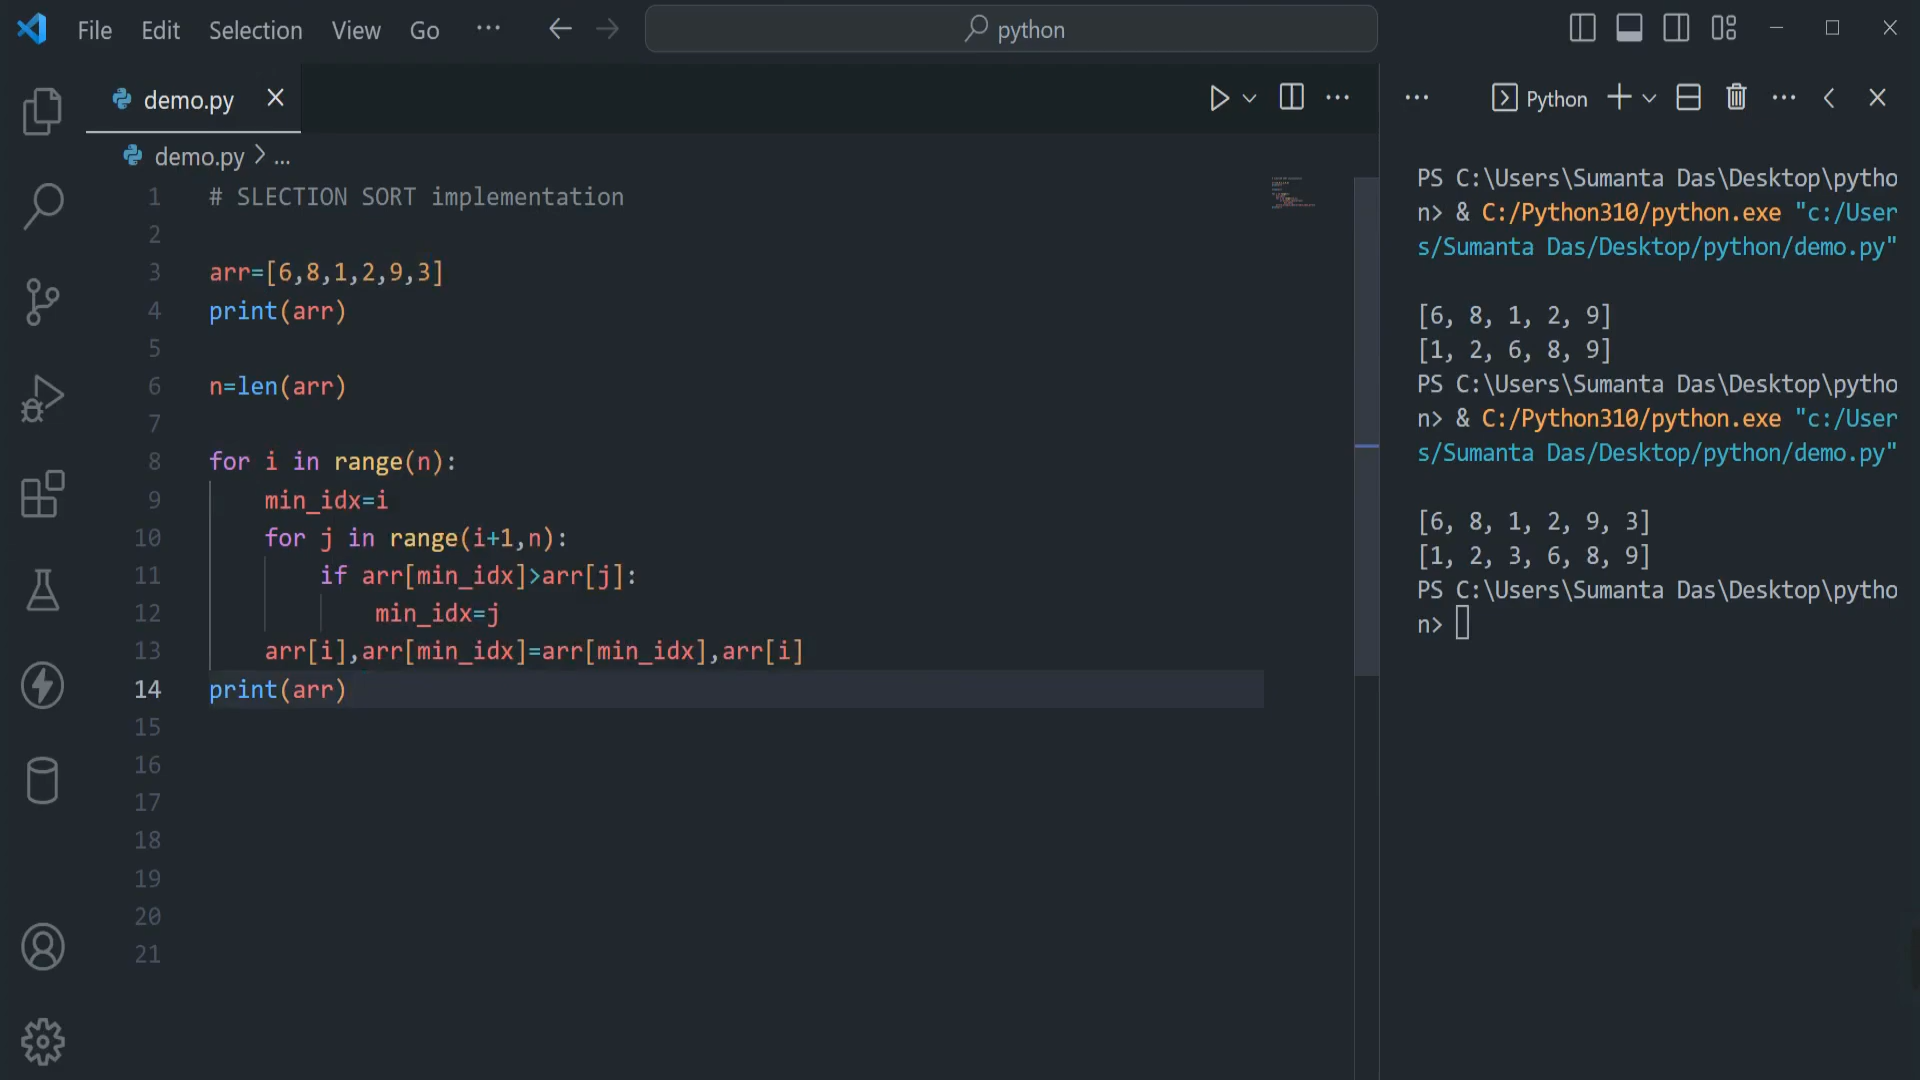 File Edit Selection View Go ··· python
demo.py
Python
demo.py > ...
1 # SLECTION SORT implementation
2
3 arr=[6,8,1,2,9,3]
4 print(arr)
5
6 n=len(arr)
7
8 for i in range(n):
9     min_idx=i
10     for j in range(i+1,n):
11         if arr[min_idx]>arr[j]:
12             min_idx=j
13     arr[i],arr[min_idx]=arr[min_idx],arr[i]
14 print(arr)
15
16
17
18
19
20
21
PS C:\Users\Sumanta Das\Desktop\pytho
n> & C:/Python310/python.exe "c:/User
s/Sumanta Das/Desktop/python/demo.py"
[6, 8, 1, 2, 9]
[1, 2, 6, 8, 9]
PS C:\Users\Sumanta Das\Desktop\pytho
n> & C:/Python310/python.exe "c:/User
s/Sumanta Das/Desktop/python/demo.py"
[6, 8, 1, 2, 9, 3]
[1, 2, 3, 6, 8, 9]
PS C:\Users\Sumanta Das\Desktop\pytho
n>